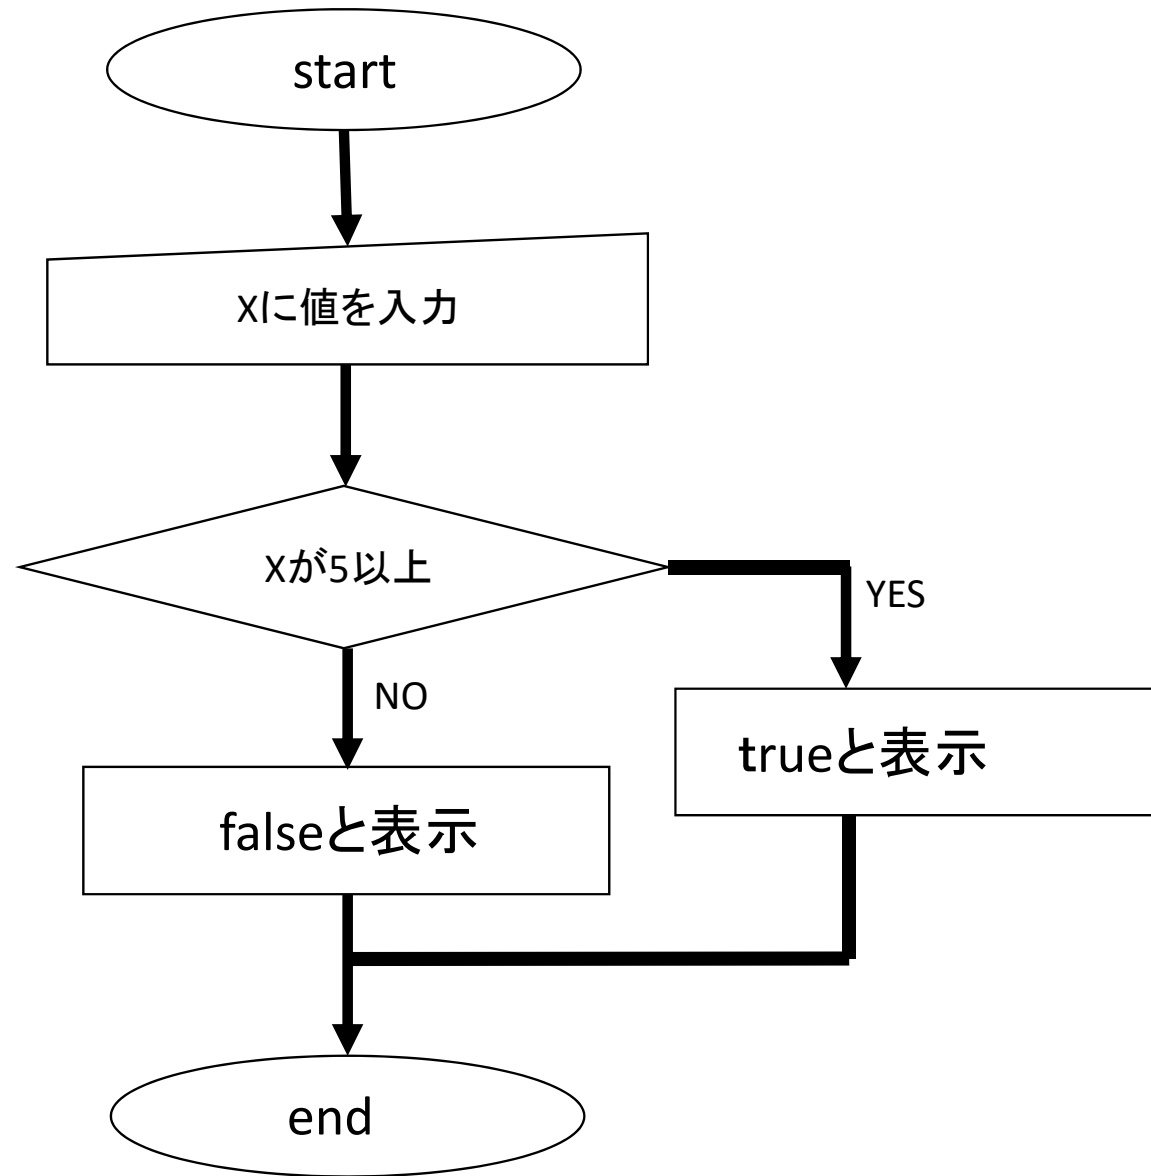 start
Xに値を入力
Xが5以上
YES
NO
trueと表示
falseと表示
end